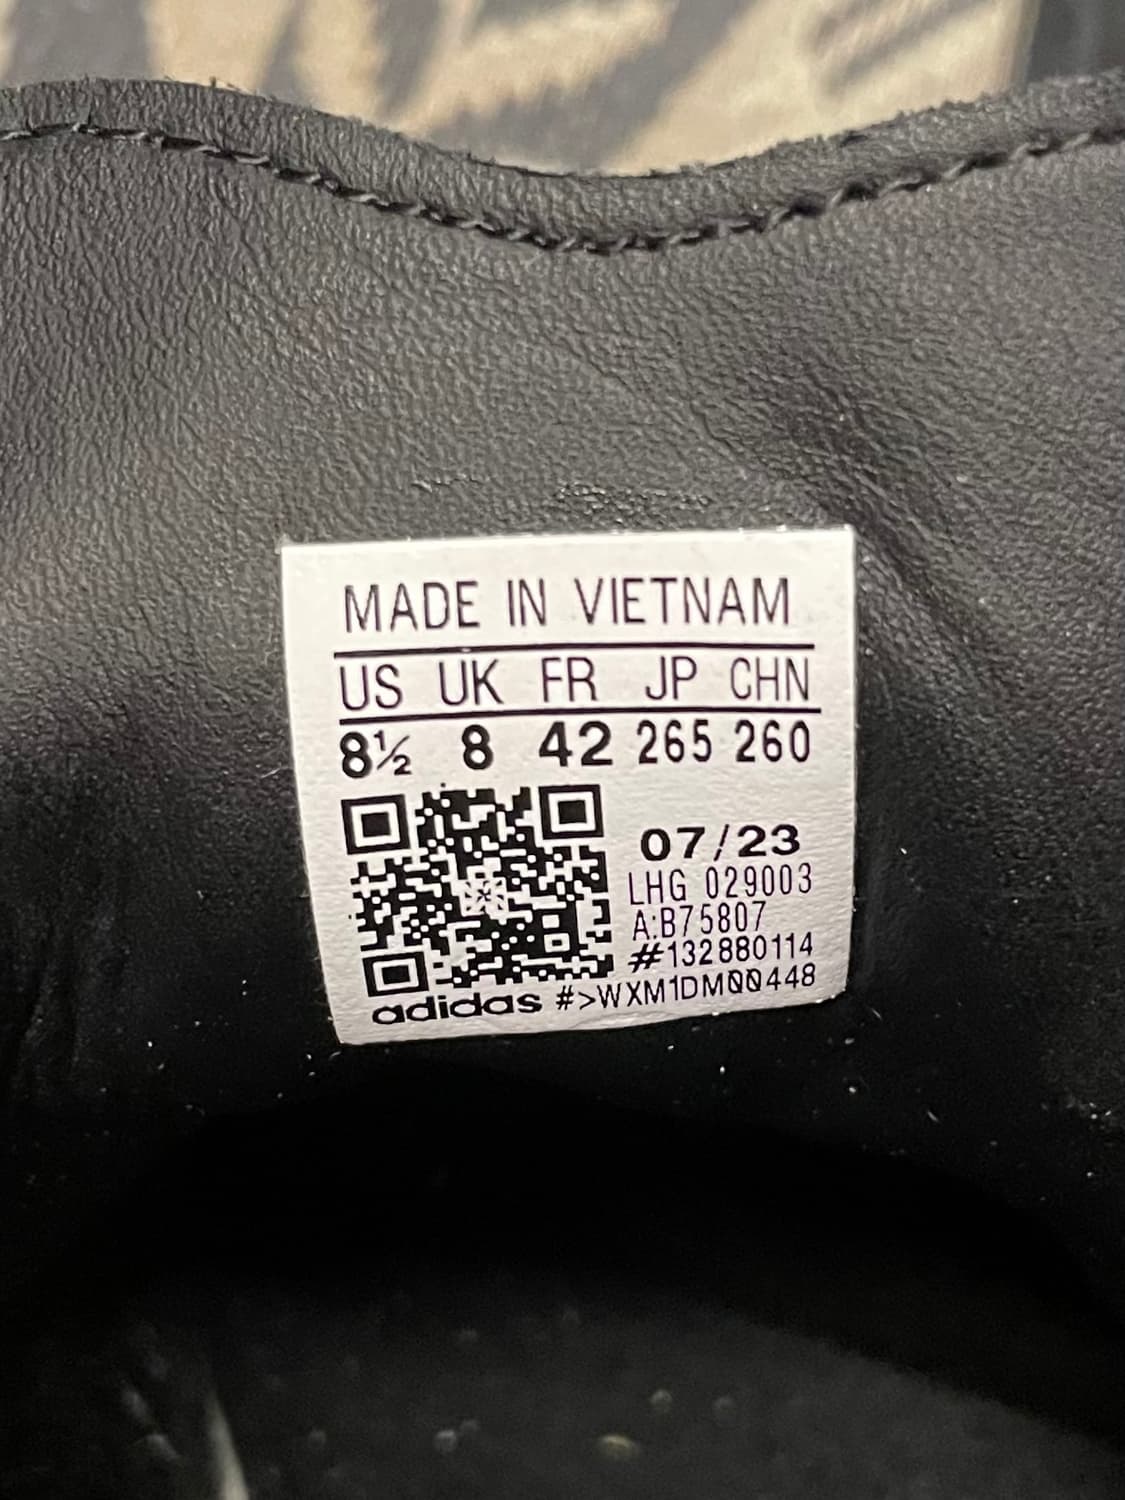 MADE IN VIETNAM
US UK FR JP CHN
8½ 8 42 265 260
07/23
LHG 029003
A:B75807
#132880114
adidas #>WXM1DM00448